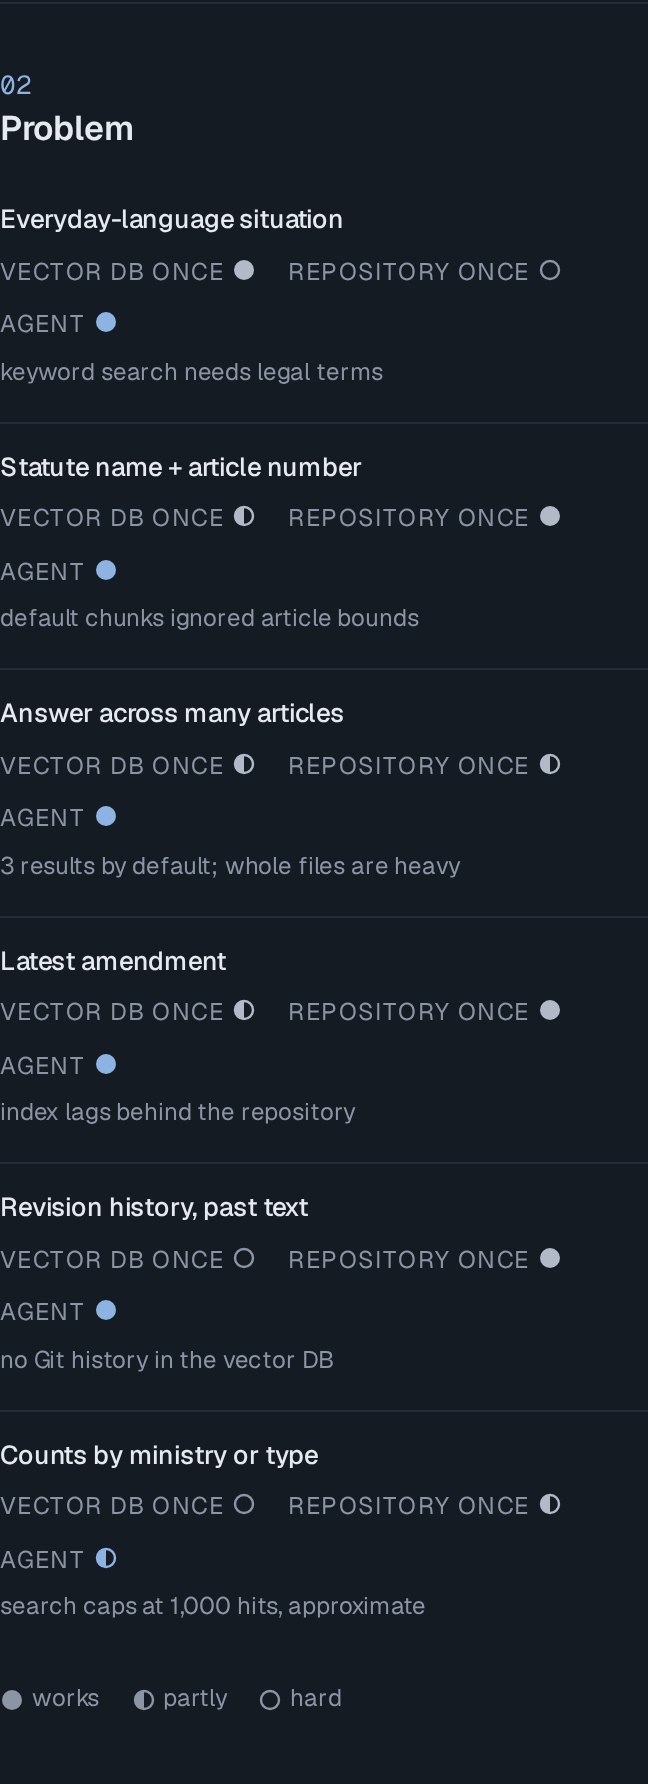 02
Problem
Everyday-language situation
VECTOR DB ONCE ● REPOSITORY ONCE ○
AGENT ●
keyword search needs legal terms
Statute name + article number
VECTOR DB ONCE ◐ REPOSITORY ONCE ●
AGENT ●
default chunks ignored article bounds
Answer across many articles
VECTOR DB ONCE ◐ REPOSITORY ONCE ◐
AGENT ●
3 results by default; whole files are heavy
Latest amendment
VECTOR DB ONCE ◐ REPOSITORY ONCE ●
AGENT ●
index lags behind the repository
Revision history, past text
VECTOR DB ONCE ○ REPOSITORY ONCE ●
AGENT ●
no Git history in the vector DB
Counts by ministry or type
VECTOR DB ONCE ○ REPOSITORY ONCE ◐
AGENT ◐
search caps at 1,000 hits, approximate
● works ◐ partly ○ hard